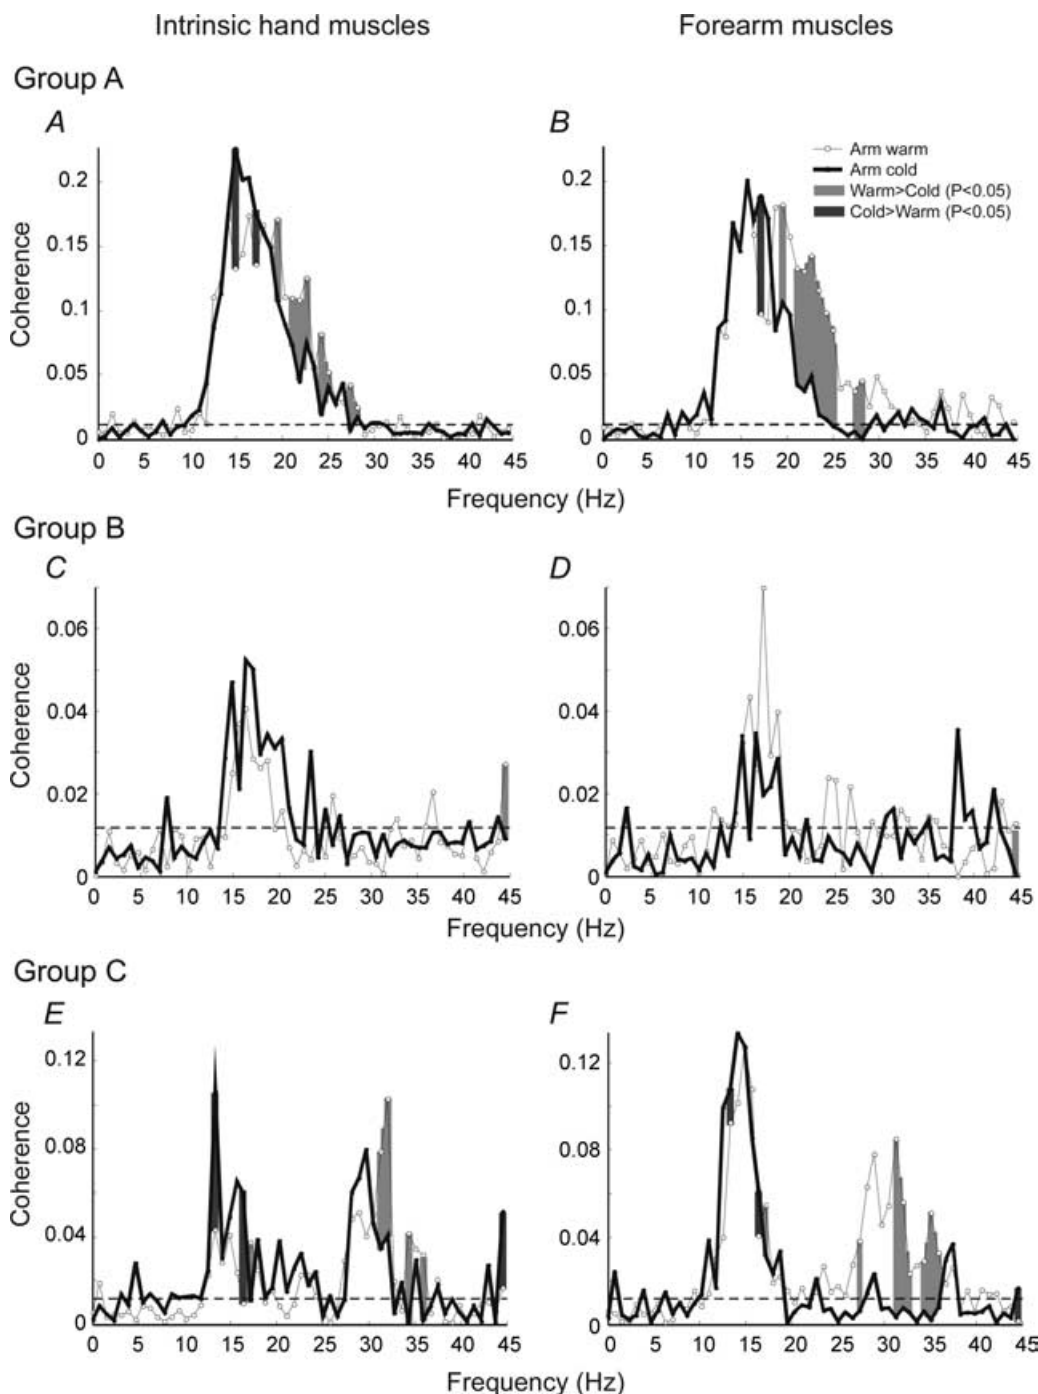 Intrinsic hand muscles Forearm muscles
Group A
A B
Arm warm
Arm cold
Warm>Cold (P<0.05)
Cold>Warm (P<0.05)
Coherence
0.2 0.2
0.15 0.15
0.1 0.1
0.05 0.05
0 0
0 5 10 15 20 25 30 35 40 45 0 5 10 15 20 25 30 35 40 45
Frequency (Hz)
Group B
C D
Coherence
0.06 0.06
0.04 0.04
0.02 0.02
0 0
0 5 10 15 20 25 30 35 40 45 0 5 10 15 20 25 30 35 40 45
Frequency (Hz)
Group C
E F
Coherence
0.12 0.12
0.08 0.08
0.04 0.04
0 0
0 5 10 15 20 25 30 35 40 45 0 5 10 15 20 25 30 35 40 45
Frequency (Hz)